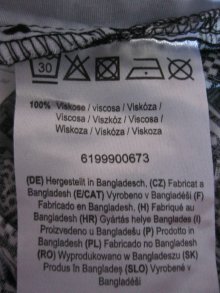 30
100% Viskose / viscosa / Viskóza /
Viscosa / Viszkóz / Viskoza /
Wiskoza / Viskóza / Viskoza
6199900673
(DE) Hergestellt in Bangladesch, (CZ) Fabricat a
Bangladesh (E/CAT) Vyrobeno v Bangladéši (F)
Fabricado en Bangladesh, (H) Fabriqué au
Bangladesh (HR) Gyártás helye Banglades (I)
Proizvedeno u Bangladešu (P) Prodotto in
Bangladesh (PL) Fabricado no Bangladesh
(RO) Wyprodukowano w Bangladeszu (SK)
Produs în Bangladeş (SLO) Vyrobené v
Bangladéši